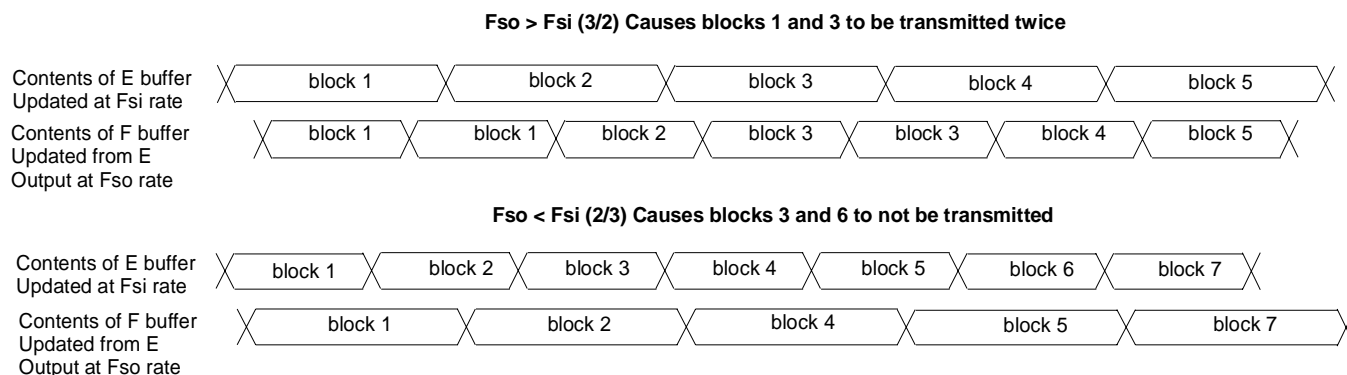 Fso > Fsi (3/2) Causes blocks 1 and 3 to be transmitted twice
Contents of E buffer
Updated at Fsi rate
block 1 block 2 block 3 block 4 block 5
Contents of F buffer
Updated from E
Output at Fso rate
block 1 block 1 block 2 block 3 block 3 block 4 block 5
Fso < Fsi (2/3) Causes blocks 3 and 6 to not be transmitted
Contents of E buffer
Updated at Fsi rate
block 1 block 2 block 3 block 4 block 5 block 6 block 7
Contents of F buffer
Updated from E
Output at Fso rate
block 1 block 2 block 4 block 5 block 7